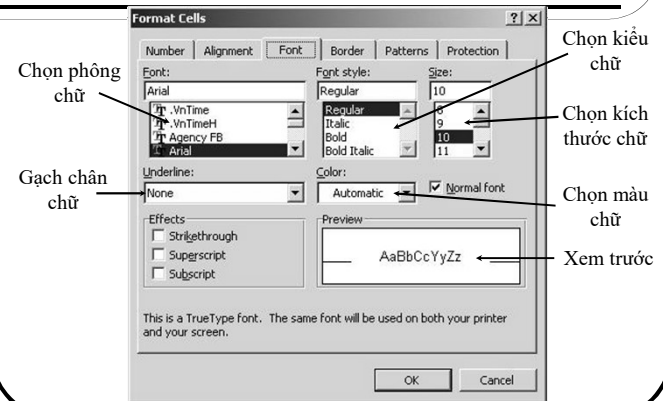 Format Cells
Number Alignment Font Border Patterns Protection
Chọn phông
chữ
Font:
Arial
.VnTime
.VnTimeH
Agency FB
Arial
Font style:
Regular
Regular
Italic
Bold
Bold Italic
Size:
10
8
9
10
11
Chọn kiểu
chữ
Chọn kích
thước chữ
Gạch chân
chữ
Underline:
None
Color:
Automatic
Normal font
Chọn màu
chữ
Effects
Strikethrough
Superscript
Subscript
Preview
AaBbCcYyZz
Xem trước
This is a TrueType font. The same font will be used on both your printer
and your screen.
OK Cancel